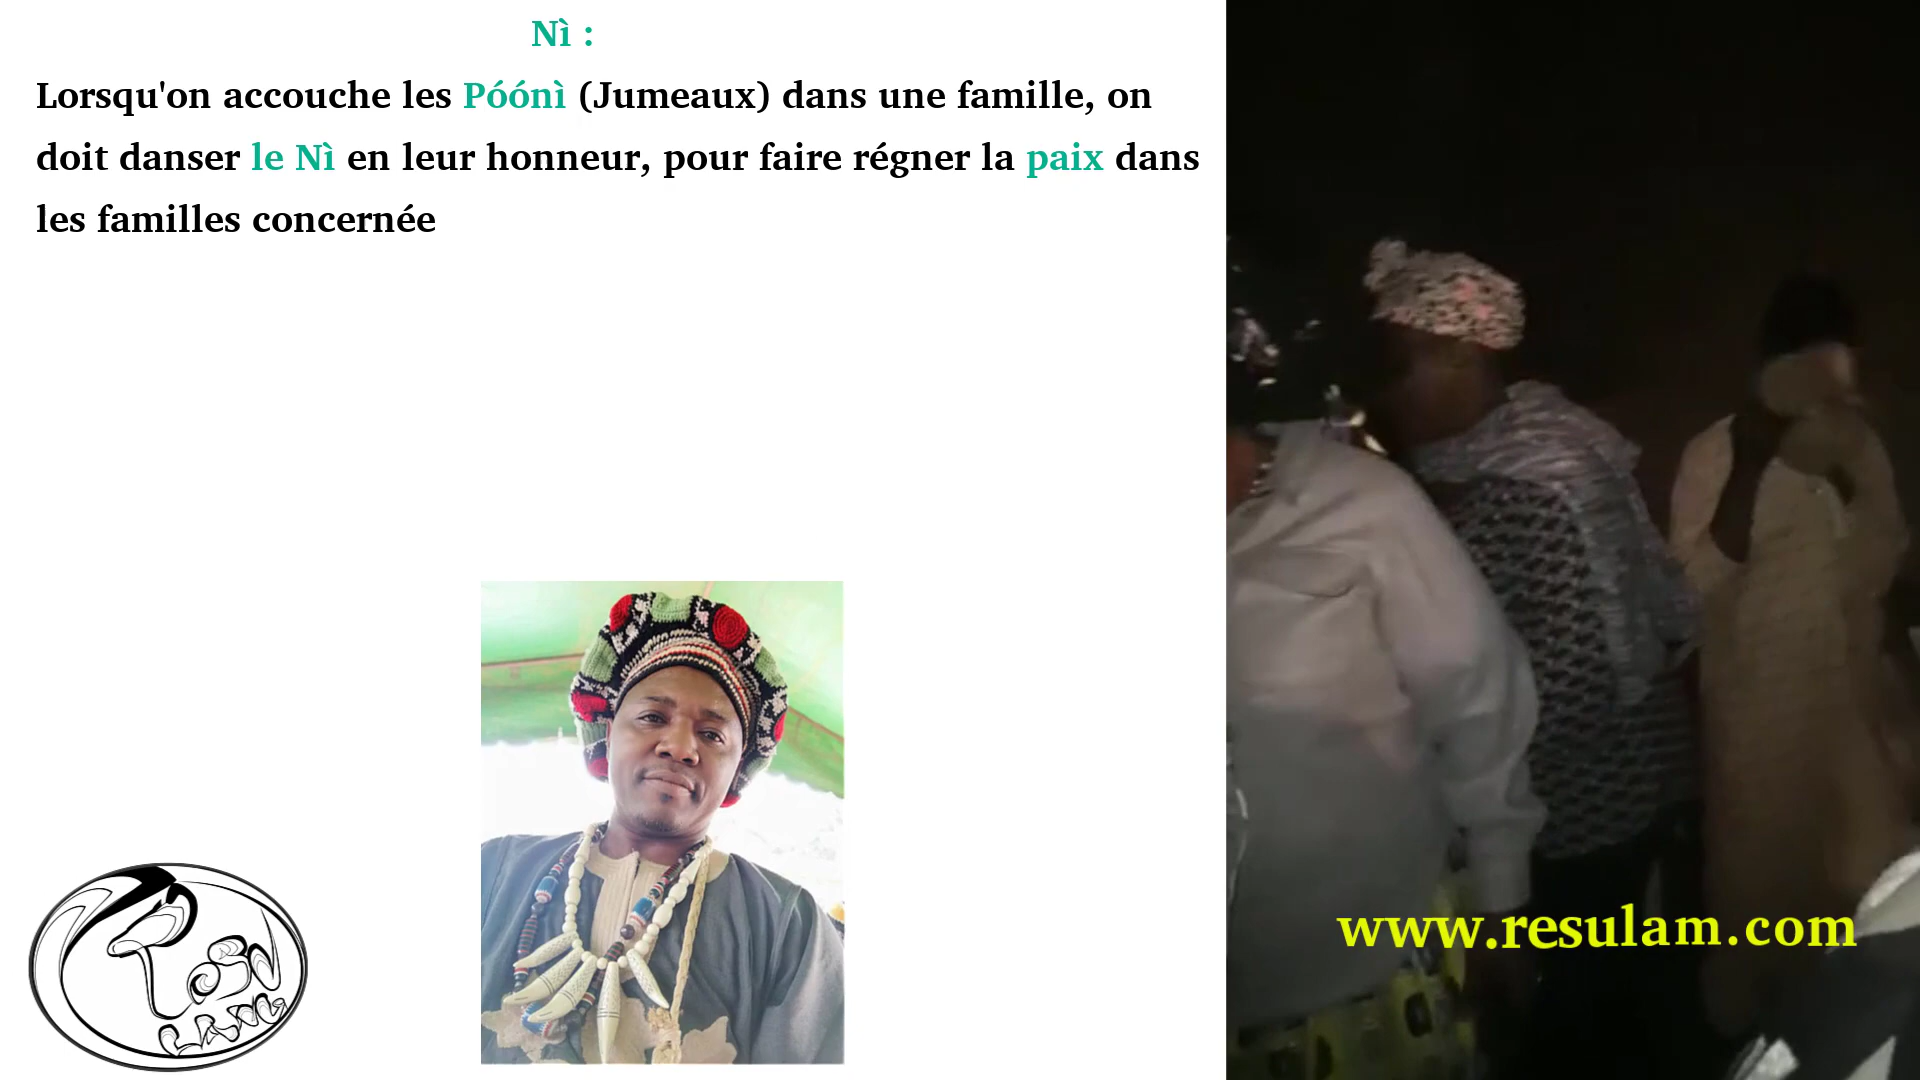 Nì :
Lorsqu'on accouche les Póónì (Jumeaux) dans une famille, on
doit danser le Nì en leur honneur, pour faire régner la paix dans
les familles concernée
www.resulam.com
Resulam